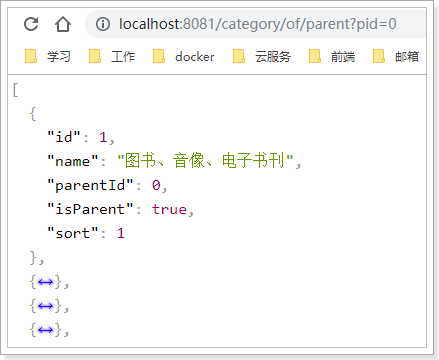 localhost:8081/category/of/parent?pid=0
学习 工作 docker 云服务 前端 邮箱
[
{
"id": 1,
"name": "图书、音像、电子书刊",
"parentId": 0,
"isParent": true,
"sort": 1
},
{↔},
{↔},
{↔},